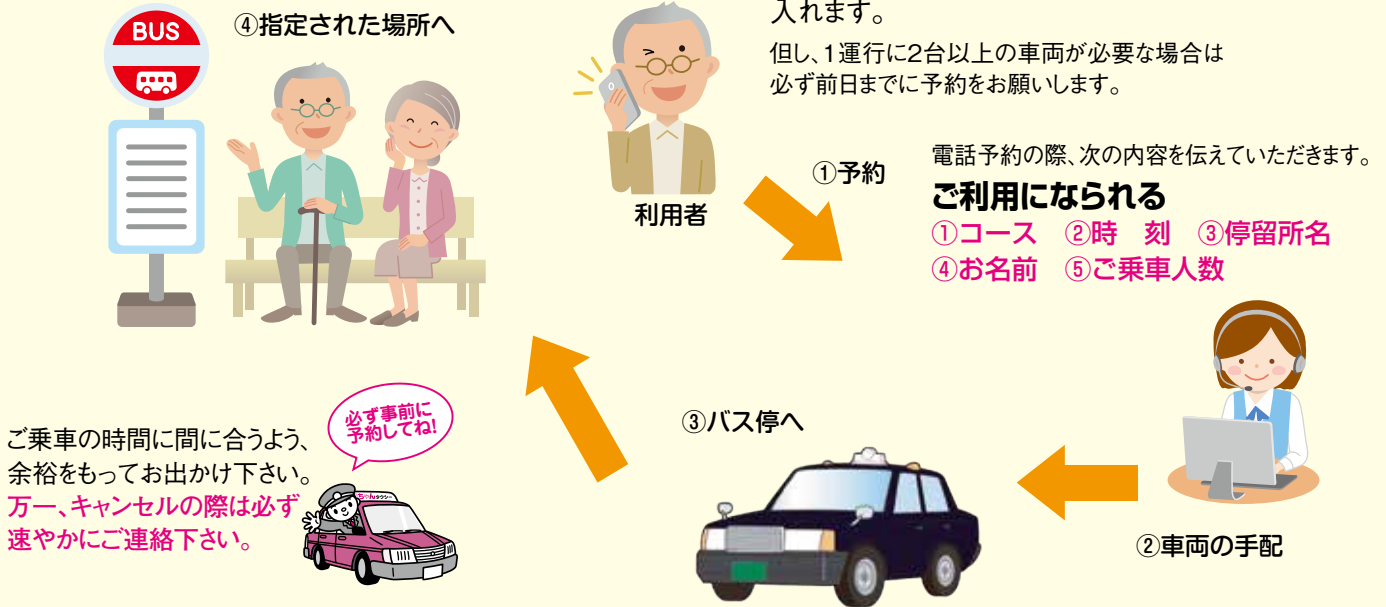 入れます。
但し、1運行に2台以上の車両が必要な場合は
必ず前日までに予約をお願いします。
BUS
④指定された場所へ
利用者
①予約
電話予約の際、次の内容を伝えていただきます。
ご利用になられる
①コース ②時　刻 ③停留所名
④お名前 ⑤ご乗車人数
③バス停へ
②車両の手配
必ず事前に
予約してね!
ちゃんタクシー
ご乗車の時間に間に合うよう、
余裕をもってお出かけ下さい。
万一、キャンセルの際は必ず
速やかにご連絡下さい。